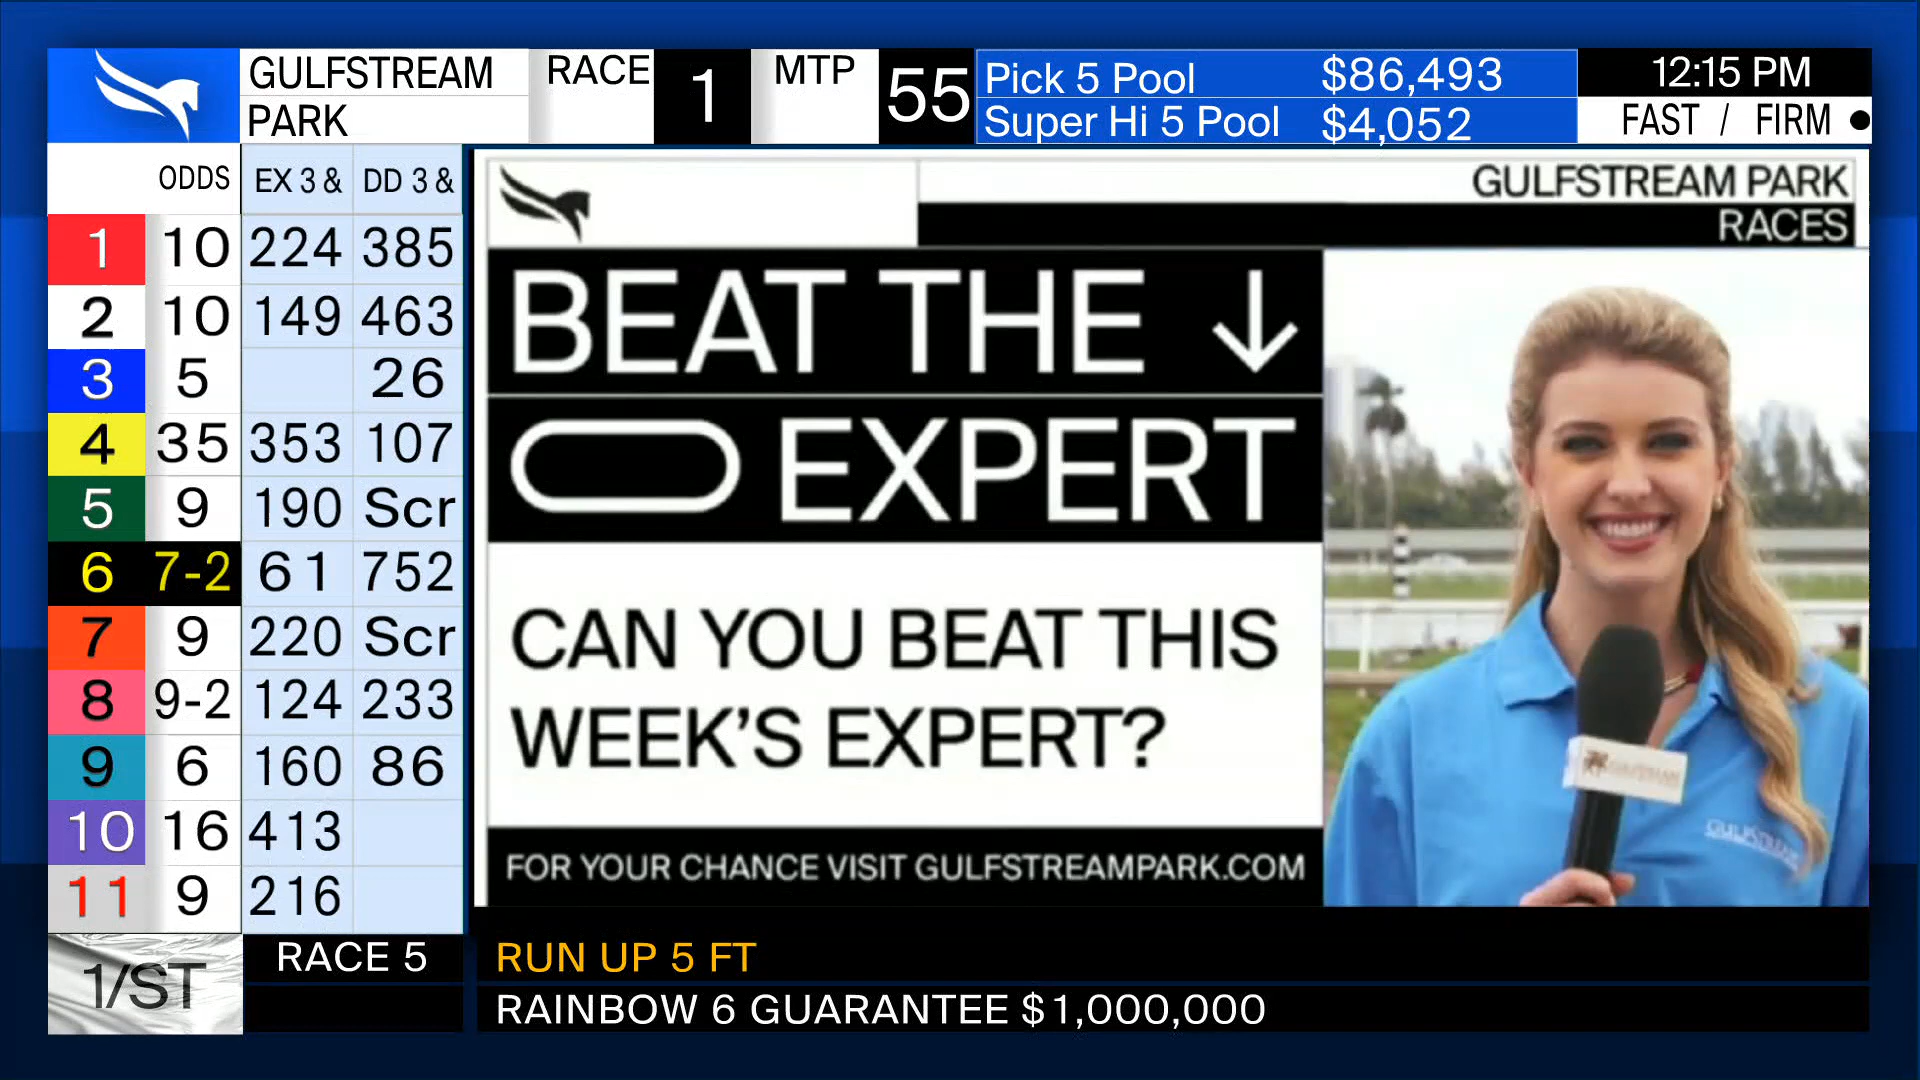 GULFSTREAM PARK
RACE 1 MTP 55
Pick 5 Pool $86,493
Super Hi 5 Pool $4,052
12:15 PM
FAST / FIRM
ODDS EX 3 & DD 3 &
1 10 224 385
2 10 149 463
3 5 26
4 35 353 107
5 9 190 Scr
6 7-2 61 752
7 9 220 Scr
8 9-2 124 233
9 6 160 86
10 16 413
11 9 216
1/ST RACE 5
GULFSTREAM PARK
RACES
BEAT THE ↓
EXPERT
CAN YOU BEAT THIS
WEEK'S EXPERT?
FOR YOUR CHANCE VISIT GULFSTREAMPARK.COM
GULFSTREAM
RUN UP 5 FT
RAINBOW 6 GUARANTEE $1,000,000